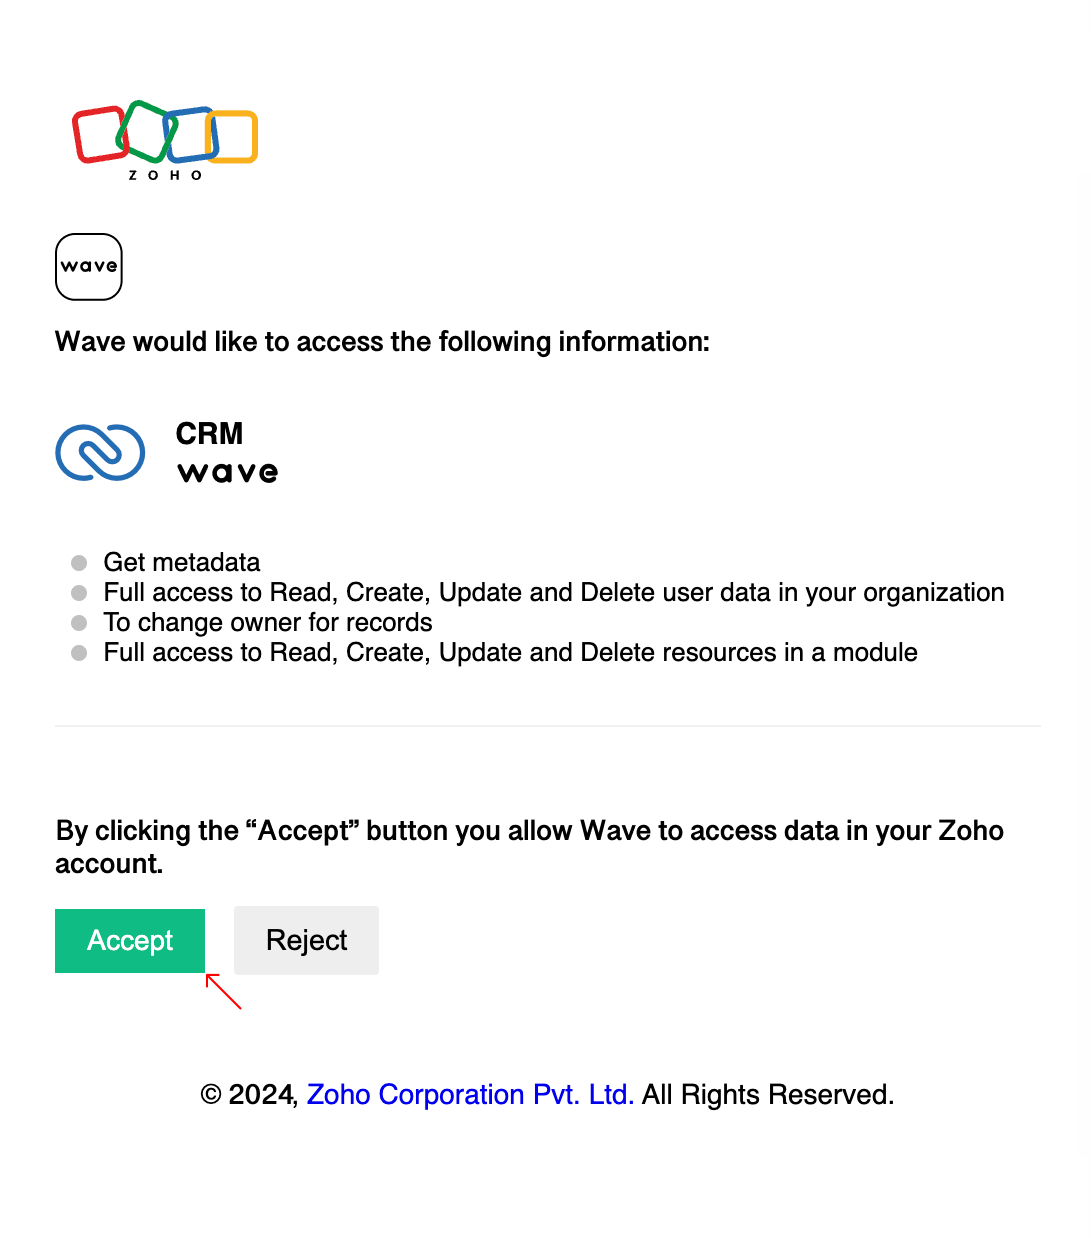 ZOHO
wave
Wave would like to access the following information:
CRM
wave
Get metadata
Full access to Read, Create, Update and Delete user data in your organization
To change owner for records
Full access to Read, Create, Update and Delete resources in a module
By clicking the “Accept” button you allow Wave to access data in your Zoho
account.
Accept Reject
© 2024, Zoho Corporation Pvt. Ltd. All Rights Reserved.